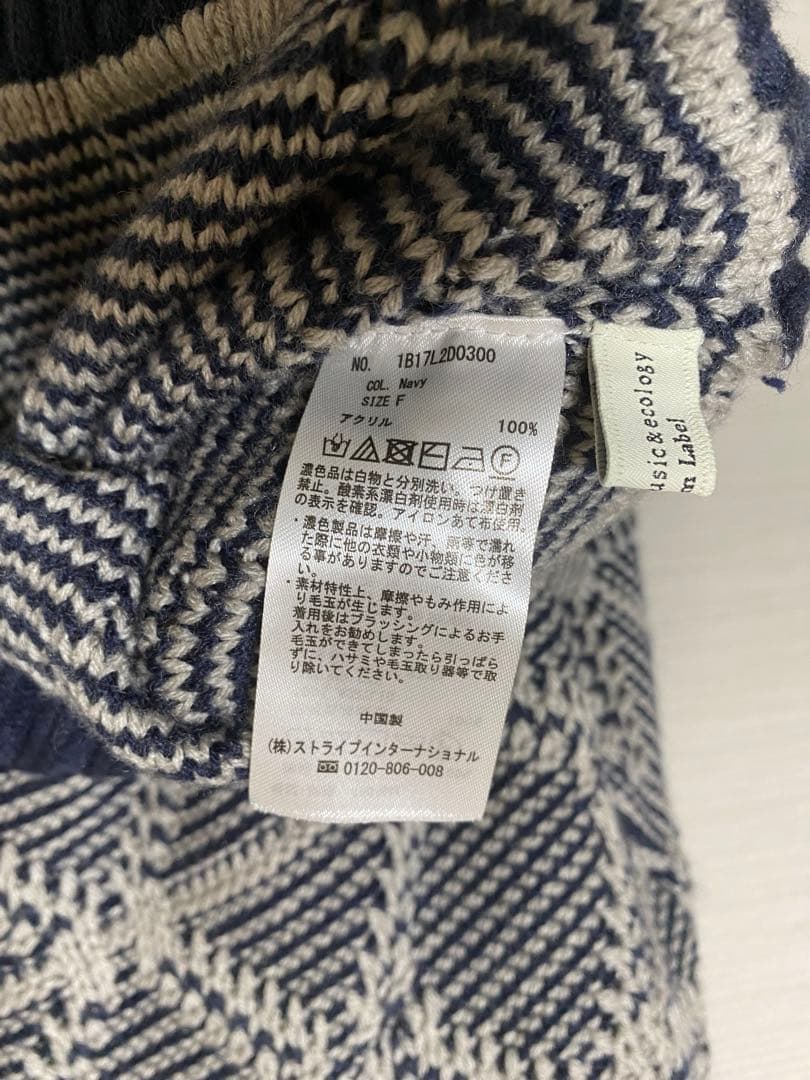 NO. 1B17L2D0300
COL. Navy
SIZE F
アクリル 100%
F
濃色品は白物と分別洗い。つけ置き
禁止。酸素系漂白剤使用時は漂白剤
の表示を確認。アイロンあて布使用。
・濃色製品は摩擦や汗、雨等で濡れ
た際に他の衣類や小物類に色が移
る事がありますのでご注意くださ
い。
・素材特性上、摩擦やもみ作用によ
り毛玉が生じます。
着用後はブラッシングによるお手
入れをお勧めします。
毛玉ができてしまったら引っぱら
ずに、ハサミや毛玉取り器等で取
り除いてください。
中国製
(株)ストライプインターナショナル
0120-806-008
usic&ecology
Label